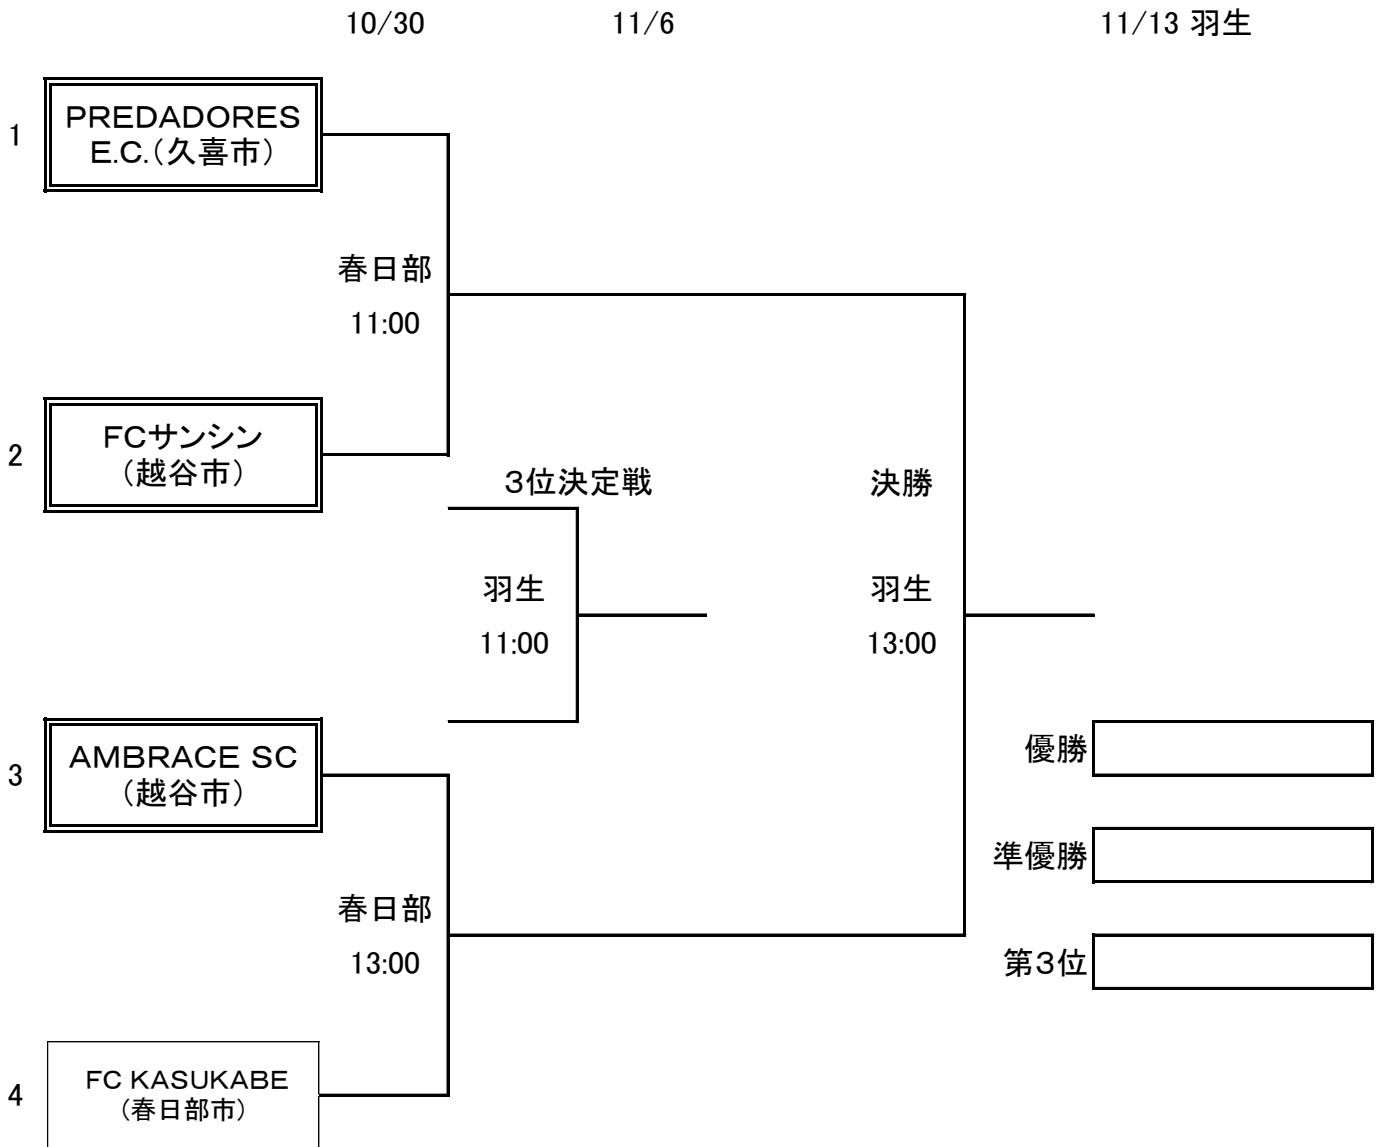 10/30 11/6 11/13 羽生
1
PREDADORES
E.C.(久喜市)
春日部
11:00
2
FCサンシン
(越谷市)
3位決定戦
決勝
羽生
11:00
羽生
13:00
3
AMBRACE SC
(越谷市)
優勝
準優勝
春日部
13:00
第3位
4
FC KASUKABE
(春日部市)